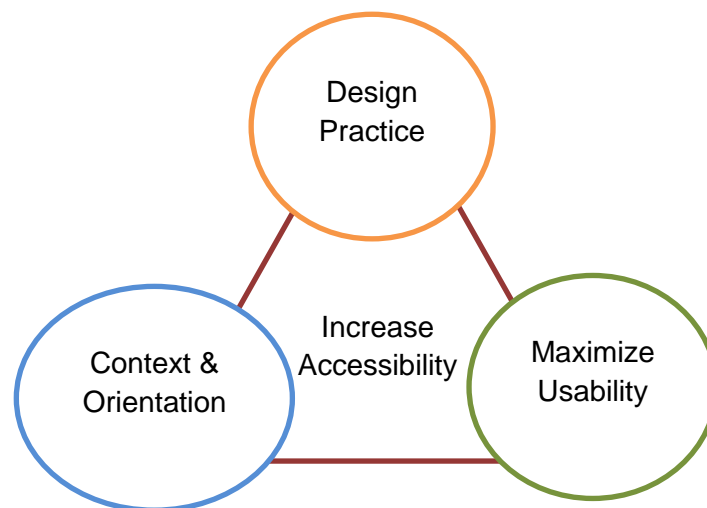 Design
Practice
Increase
Accessibility
Context &
Orientation
Maximize
Usability